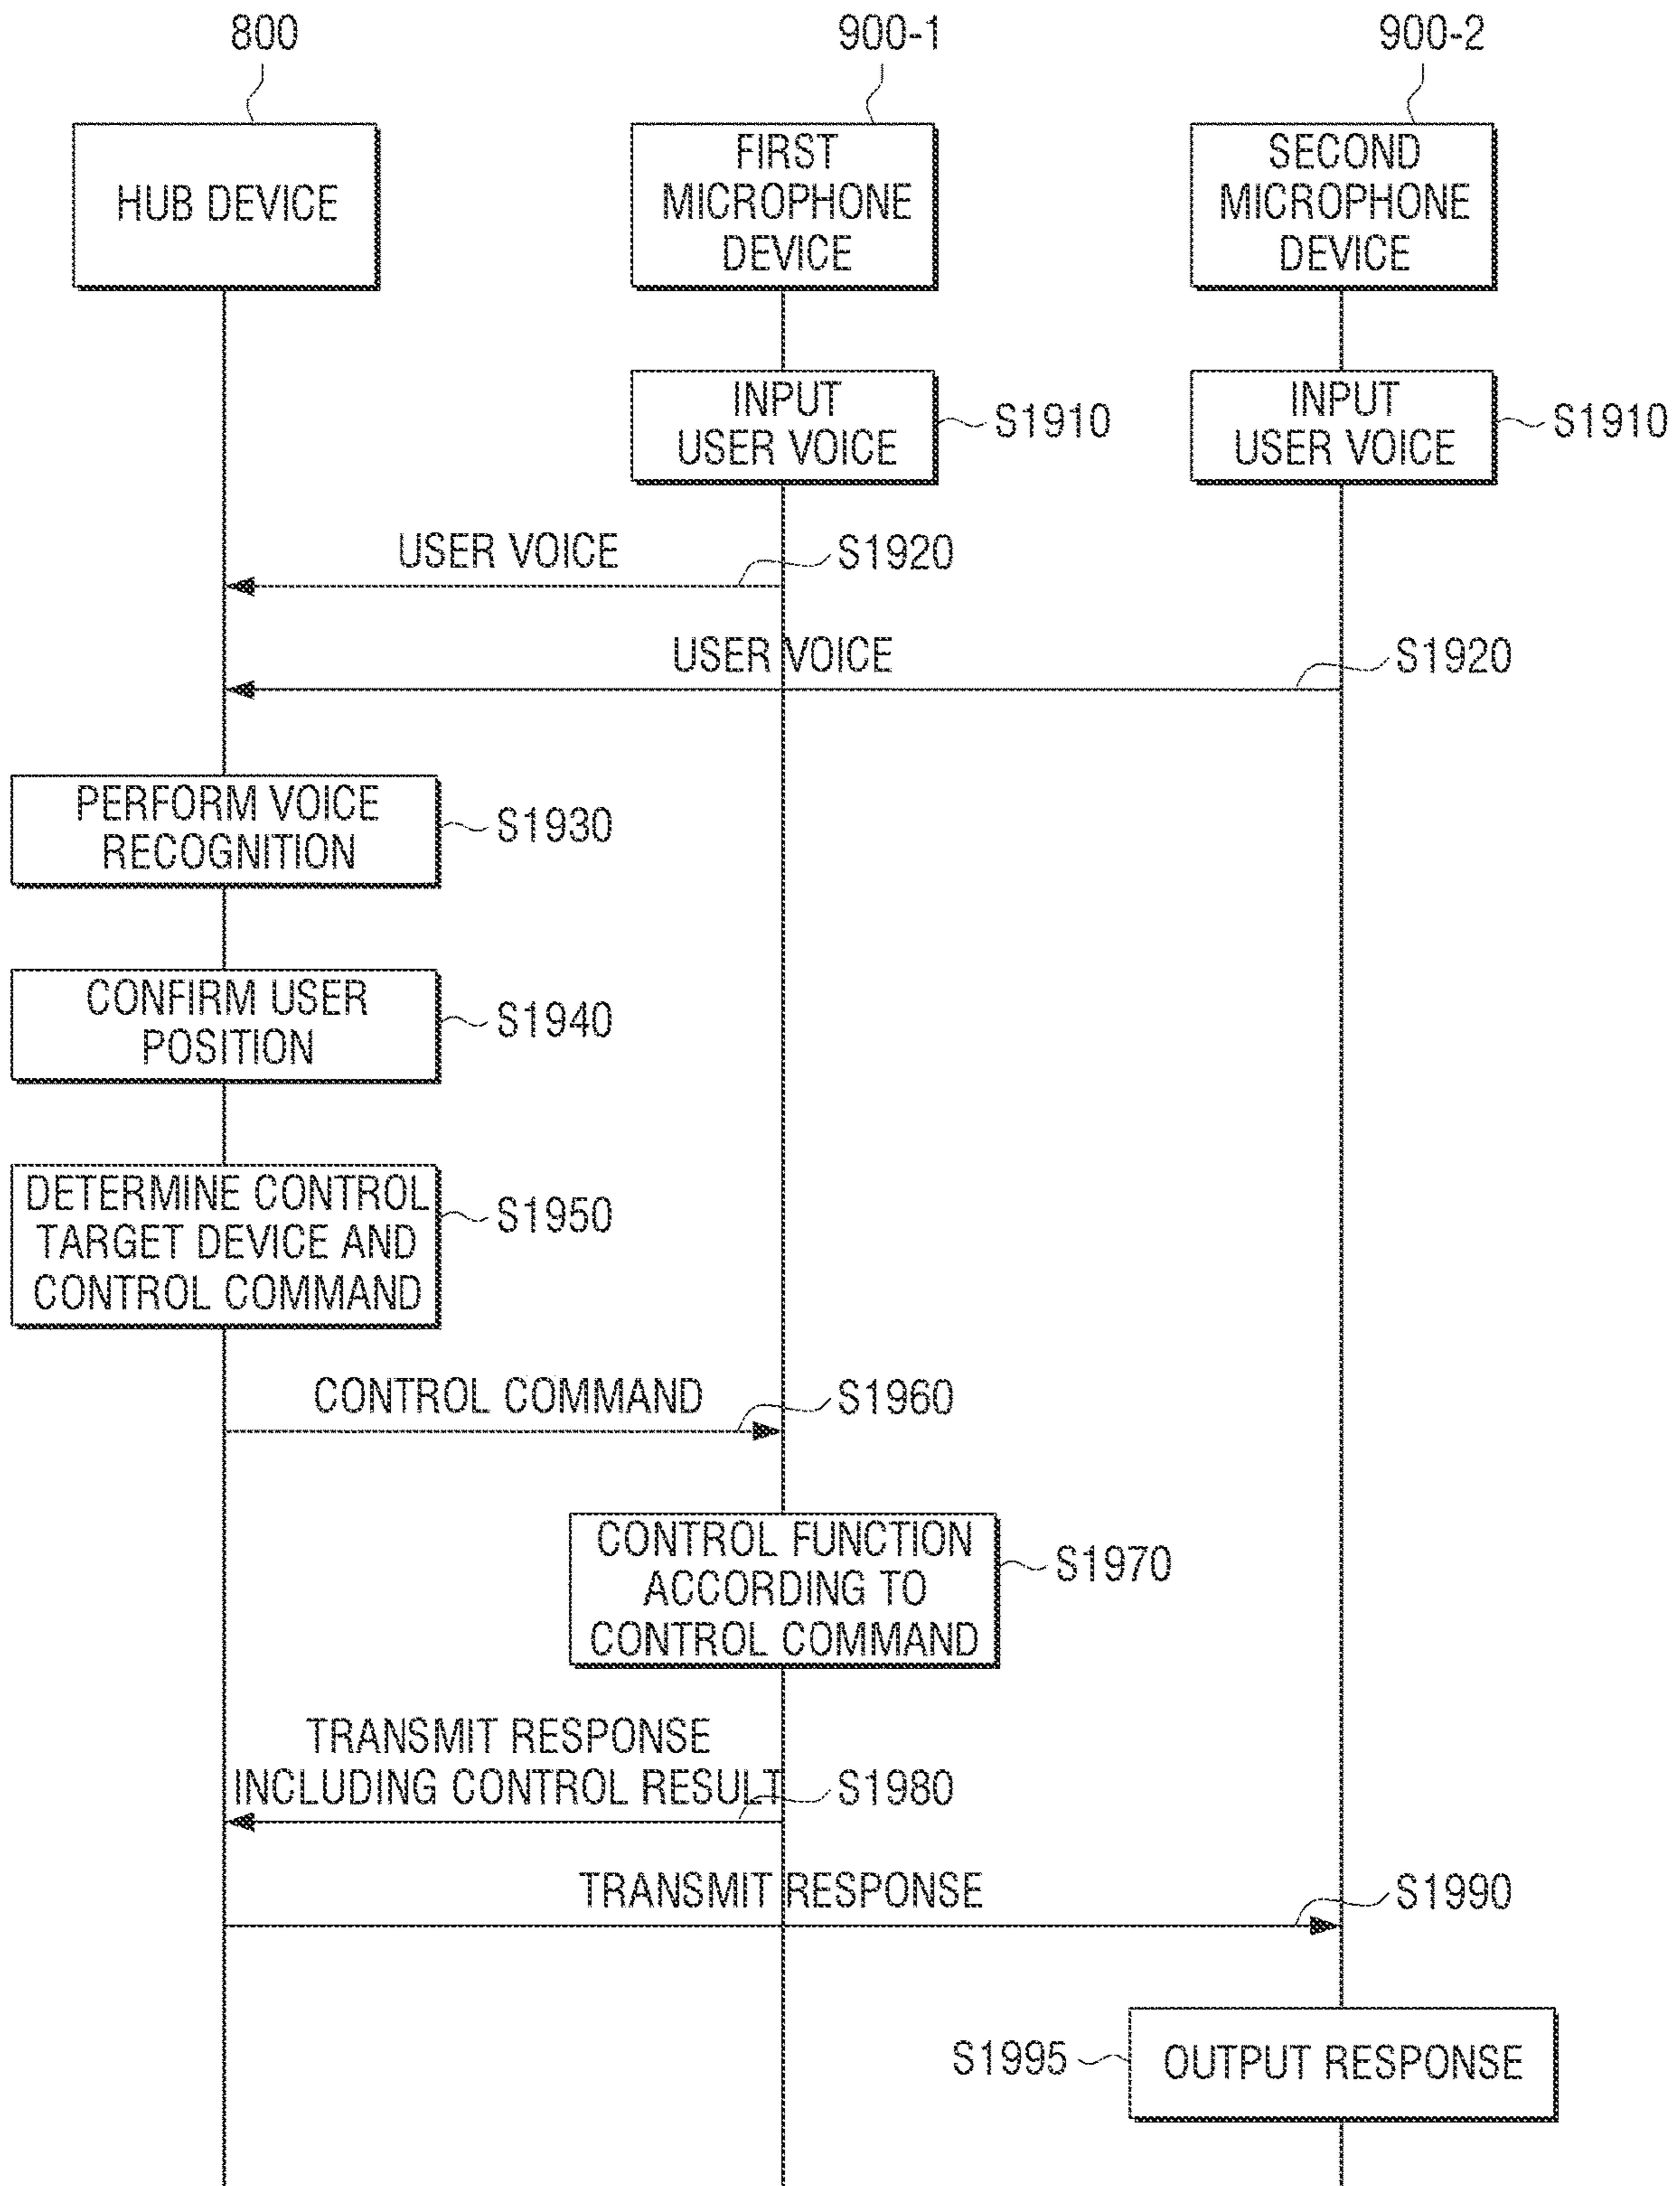 800
900-1
900-2
HUB DEVICE
FIRST
MICROPHONE
DEVICE
SECOND
MICROPHONE
DEVICE
INPUT
USER VOICE
S1910
INPUT
USER VOICE
S1910
USER VOICE
S1920
USER VOICE
S1920
PERFORM VOICE
RECOGNITION
S1930
CONFIRM USER
POSITION
S1940
DETERMINE CONTROL
TARGET DEVICE AND
CONTROL COMMAND
S1950
CONTROL COMMAND
S1960
CONTROL FUNCTION
ACCORDING TO
CONTROL COMMAND
S1970
TRANSMIT RESPONSE
INCLUDING CONTROL RESULT
S1980
TRANSMIT RESPONSE
S1990
S1995
OUTPUT RESPONSE